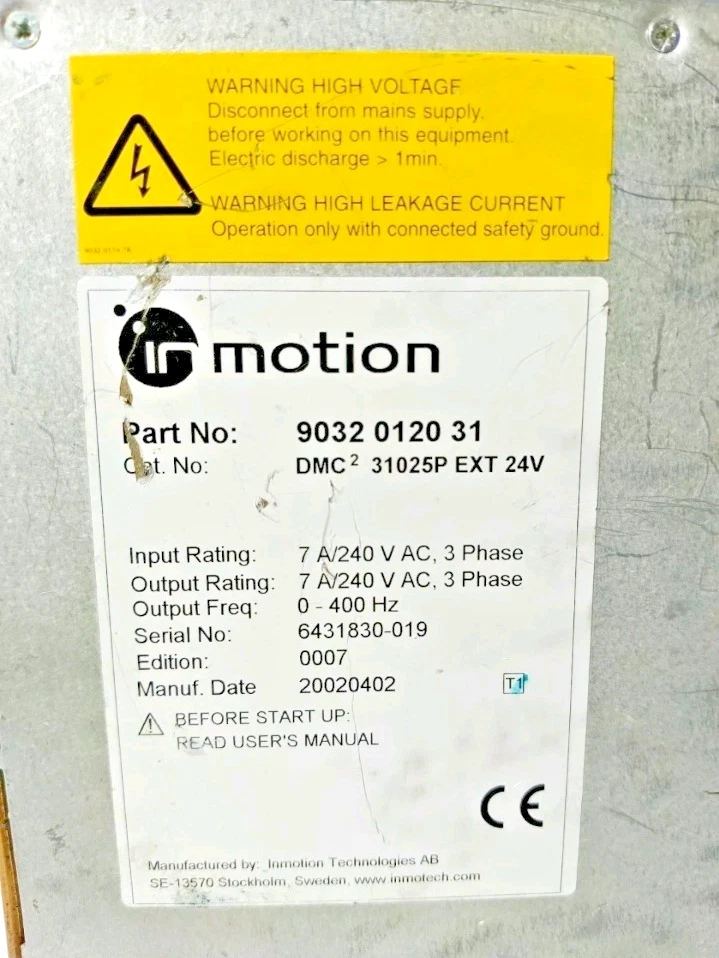 WARNING HIGH VOLTAGE
Disconnect from mains supply,
before working on this equipment.
Electric discharge > 1min.
WARNING HIGH LEAKAGE CURRENT
Operation only with connected safety ground.
in motion
Part No: 9032 0120 31
Cat. No: DMC² 31025P EXT 24V
Input Rating: 7 A/240 V AC, 3 Phase
Output Rating: 7 A/240 V AC, 3 Phase
Output Freq: 0 - 400 Hz
Serial No: 6431830-019
Edition: 0007
Manuf. Date 20020402
T1
BEFORE START UP:
READ USER'S MANUAL
CE
Manufactured by: Inmotion Technologies AB
SE-13570 Stockholm, Sweden, www.inmotech.com